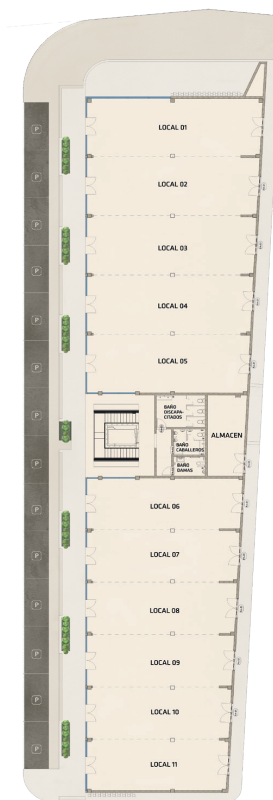 LOCAL 01
LOCAL 02
LOCAL 03
LOCAL 04
LOCAL 05
BAÑO
DISCAPA-
CITADOS
BAÑO
CABALLEROS
BAÑO
DAMAS
ALMACEN
LOCAL 06
LOCAL 07
LOCAL 08
LOCAL 09
LOCAL 10
LOCAL 11
P
P
P
P
P
P
P
P
P
P
P
P
P
P